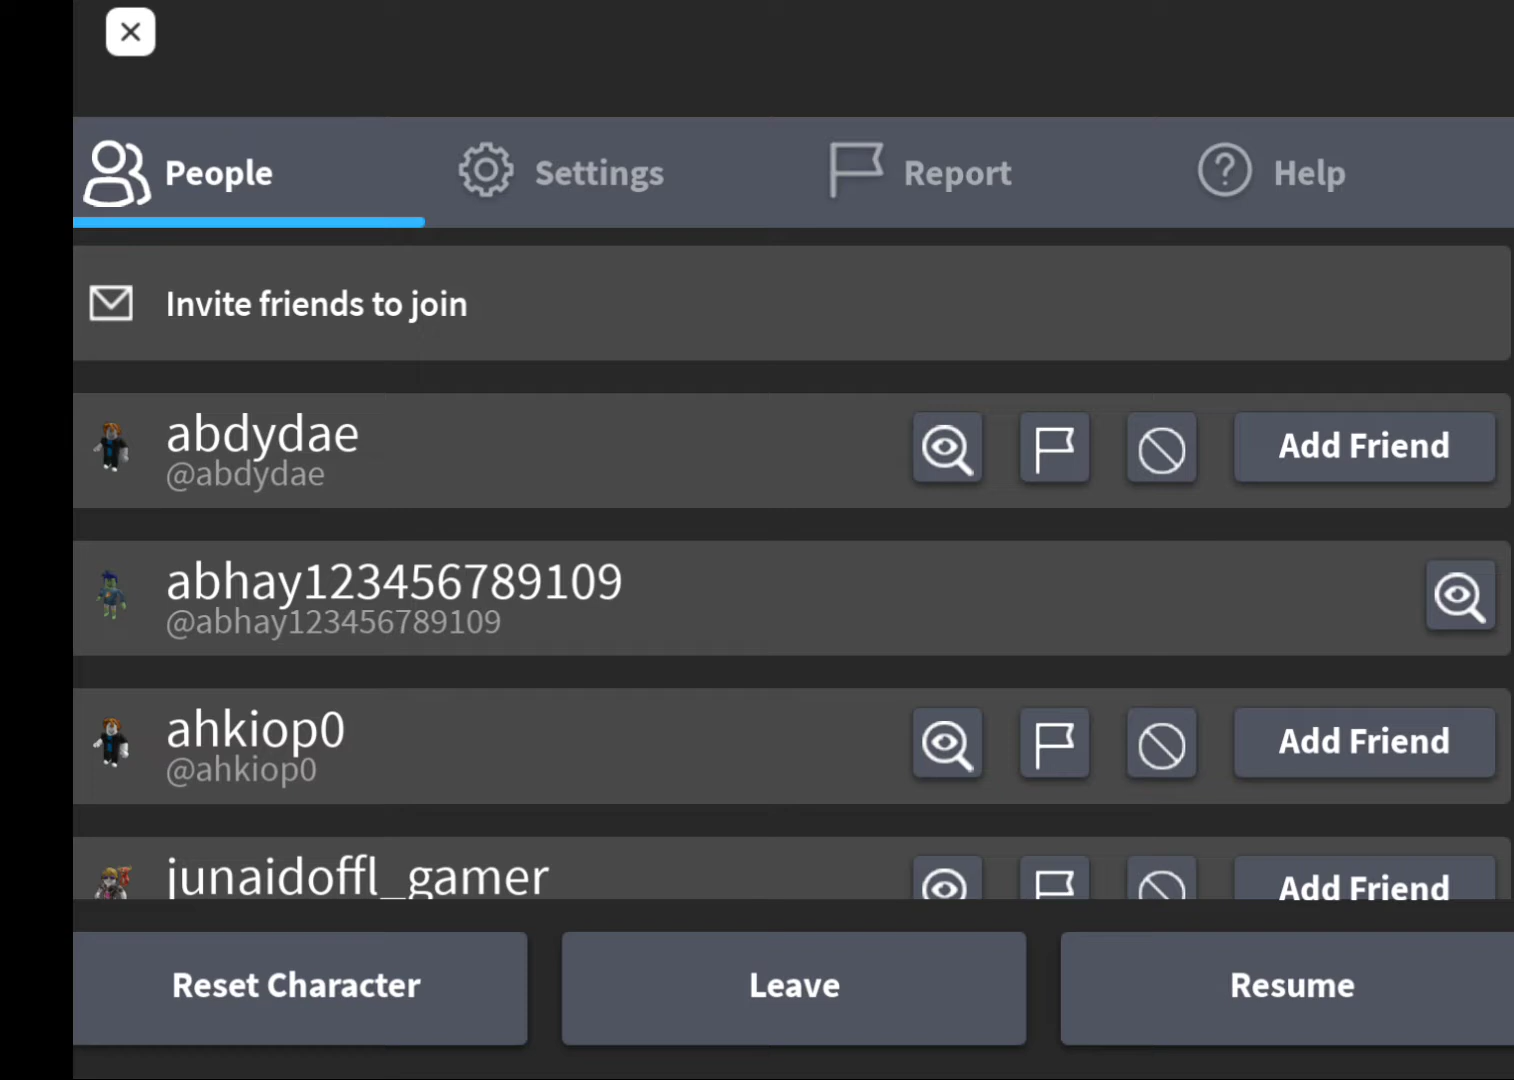 People
Settings
Report
Help
Invite friends to join
abdydae
@abdydae
Add Friend
abhay123456789109
@abhay123456789109
ahkiop0
@ahkiop0
Add Friend
junaidoffl_gamer
Add Friend
Reset Character
Leave
Resume